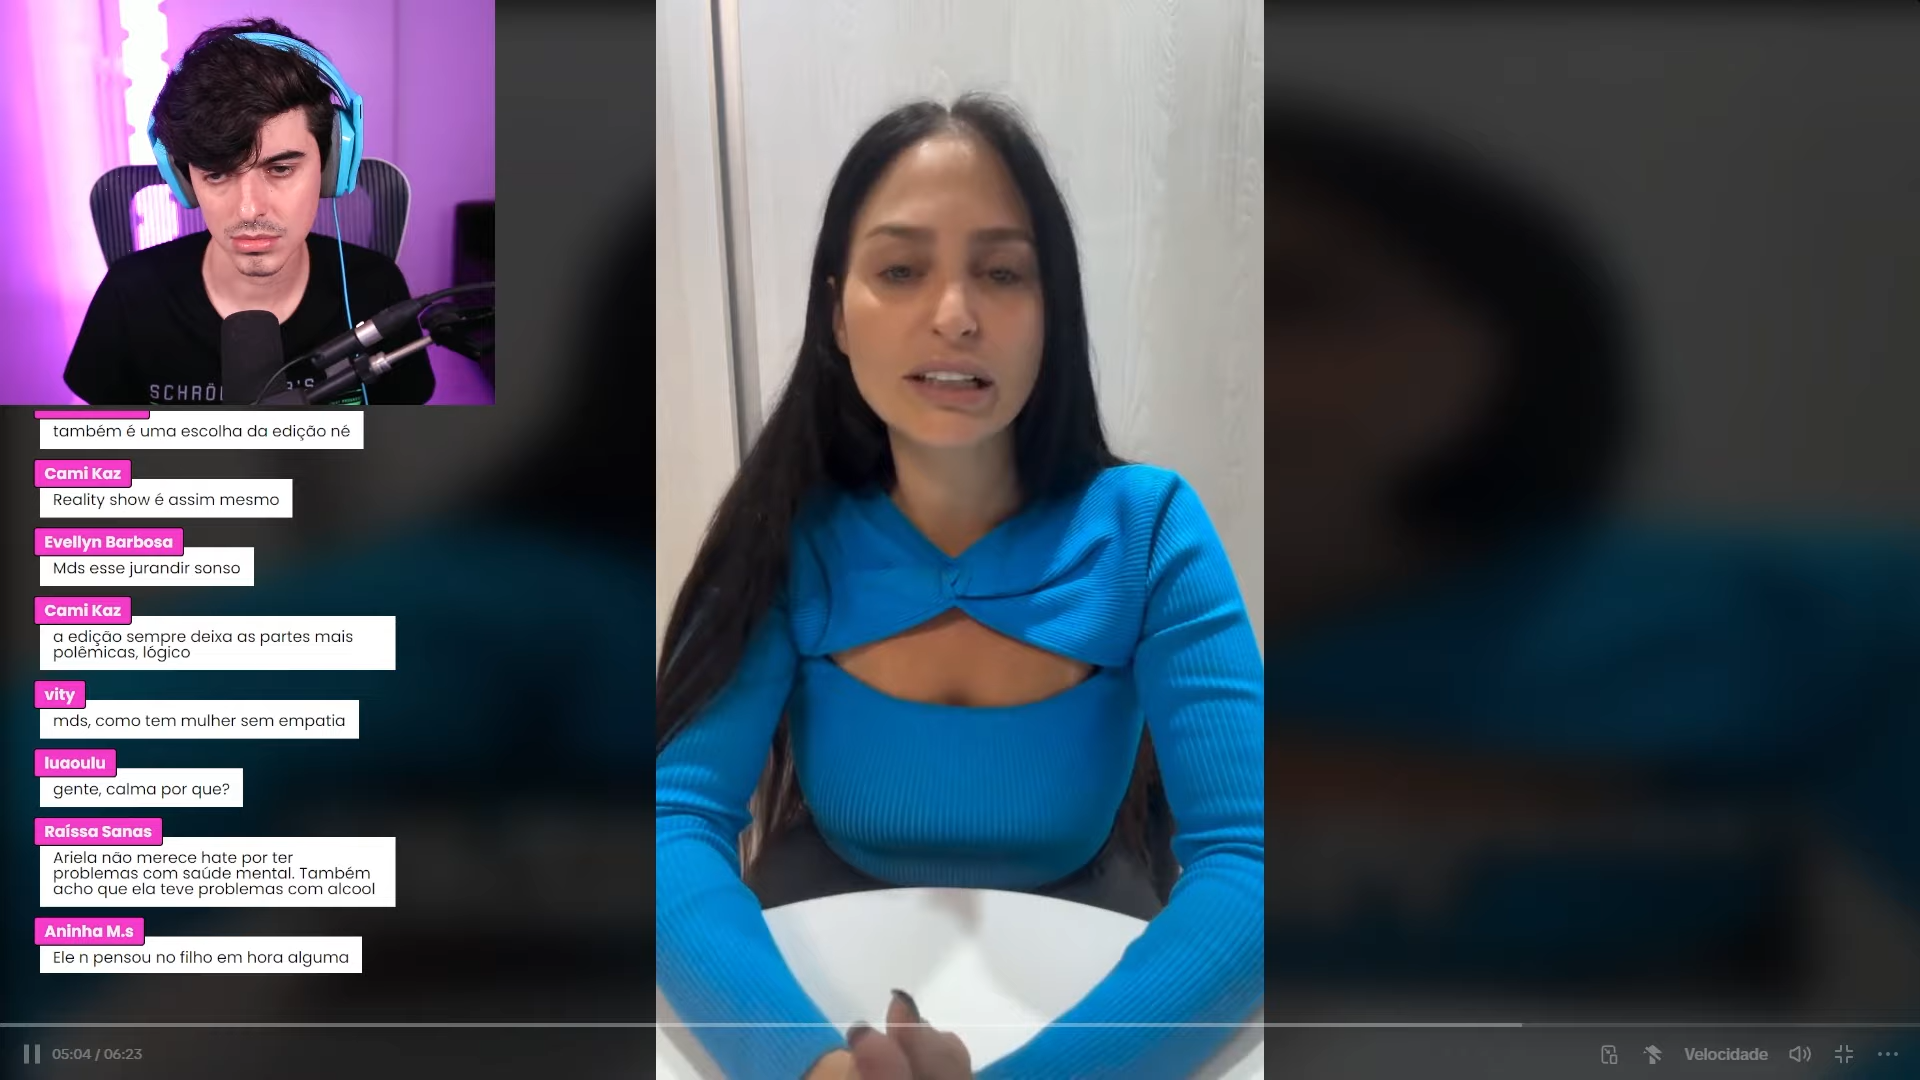 SCHRÖ
também é uma escolha da edição né
Cami Kaz
Reality show é assim mesmo
Evellyn Barbosa
Mds esse jurandir sonso
Cami Kaz
a edição sempre deixa as partes mais
polêmicas, lógico
vity
mds, como tem mulher sem empatia
luaoulu
gente, calma por que?
Raíssa Sanas
Ariela não merece hate por ter
problemas com saúde mental. Também
acho que ela teve problemas com alcool
Aninha M.s
Ele n pensou no filho em hora alguma
05:04 / 06:23
Velocidade